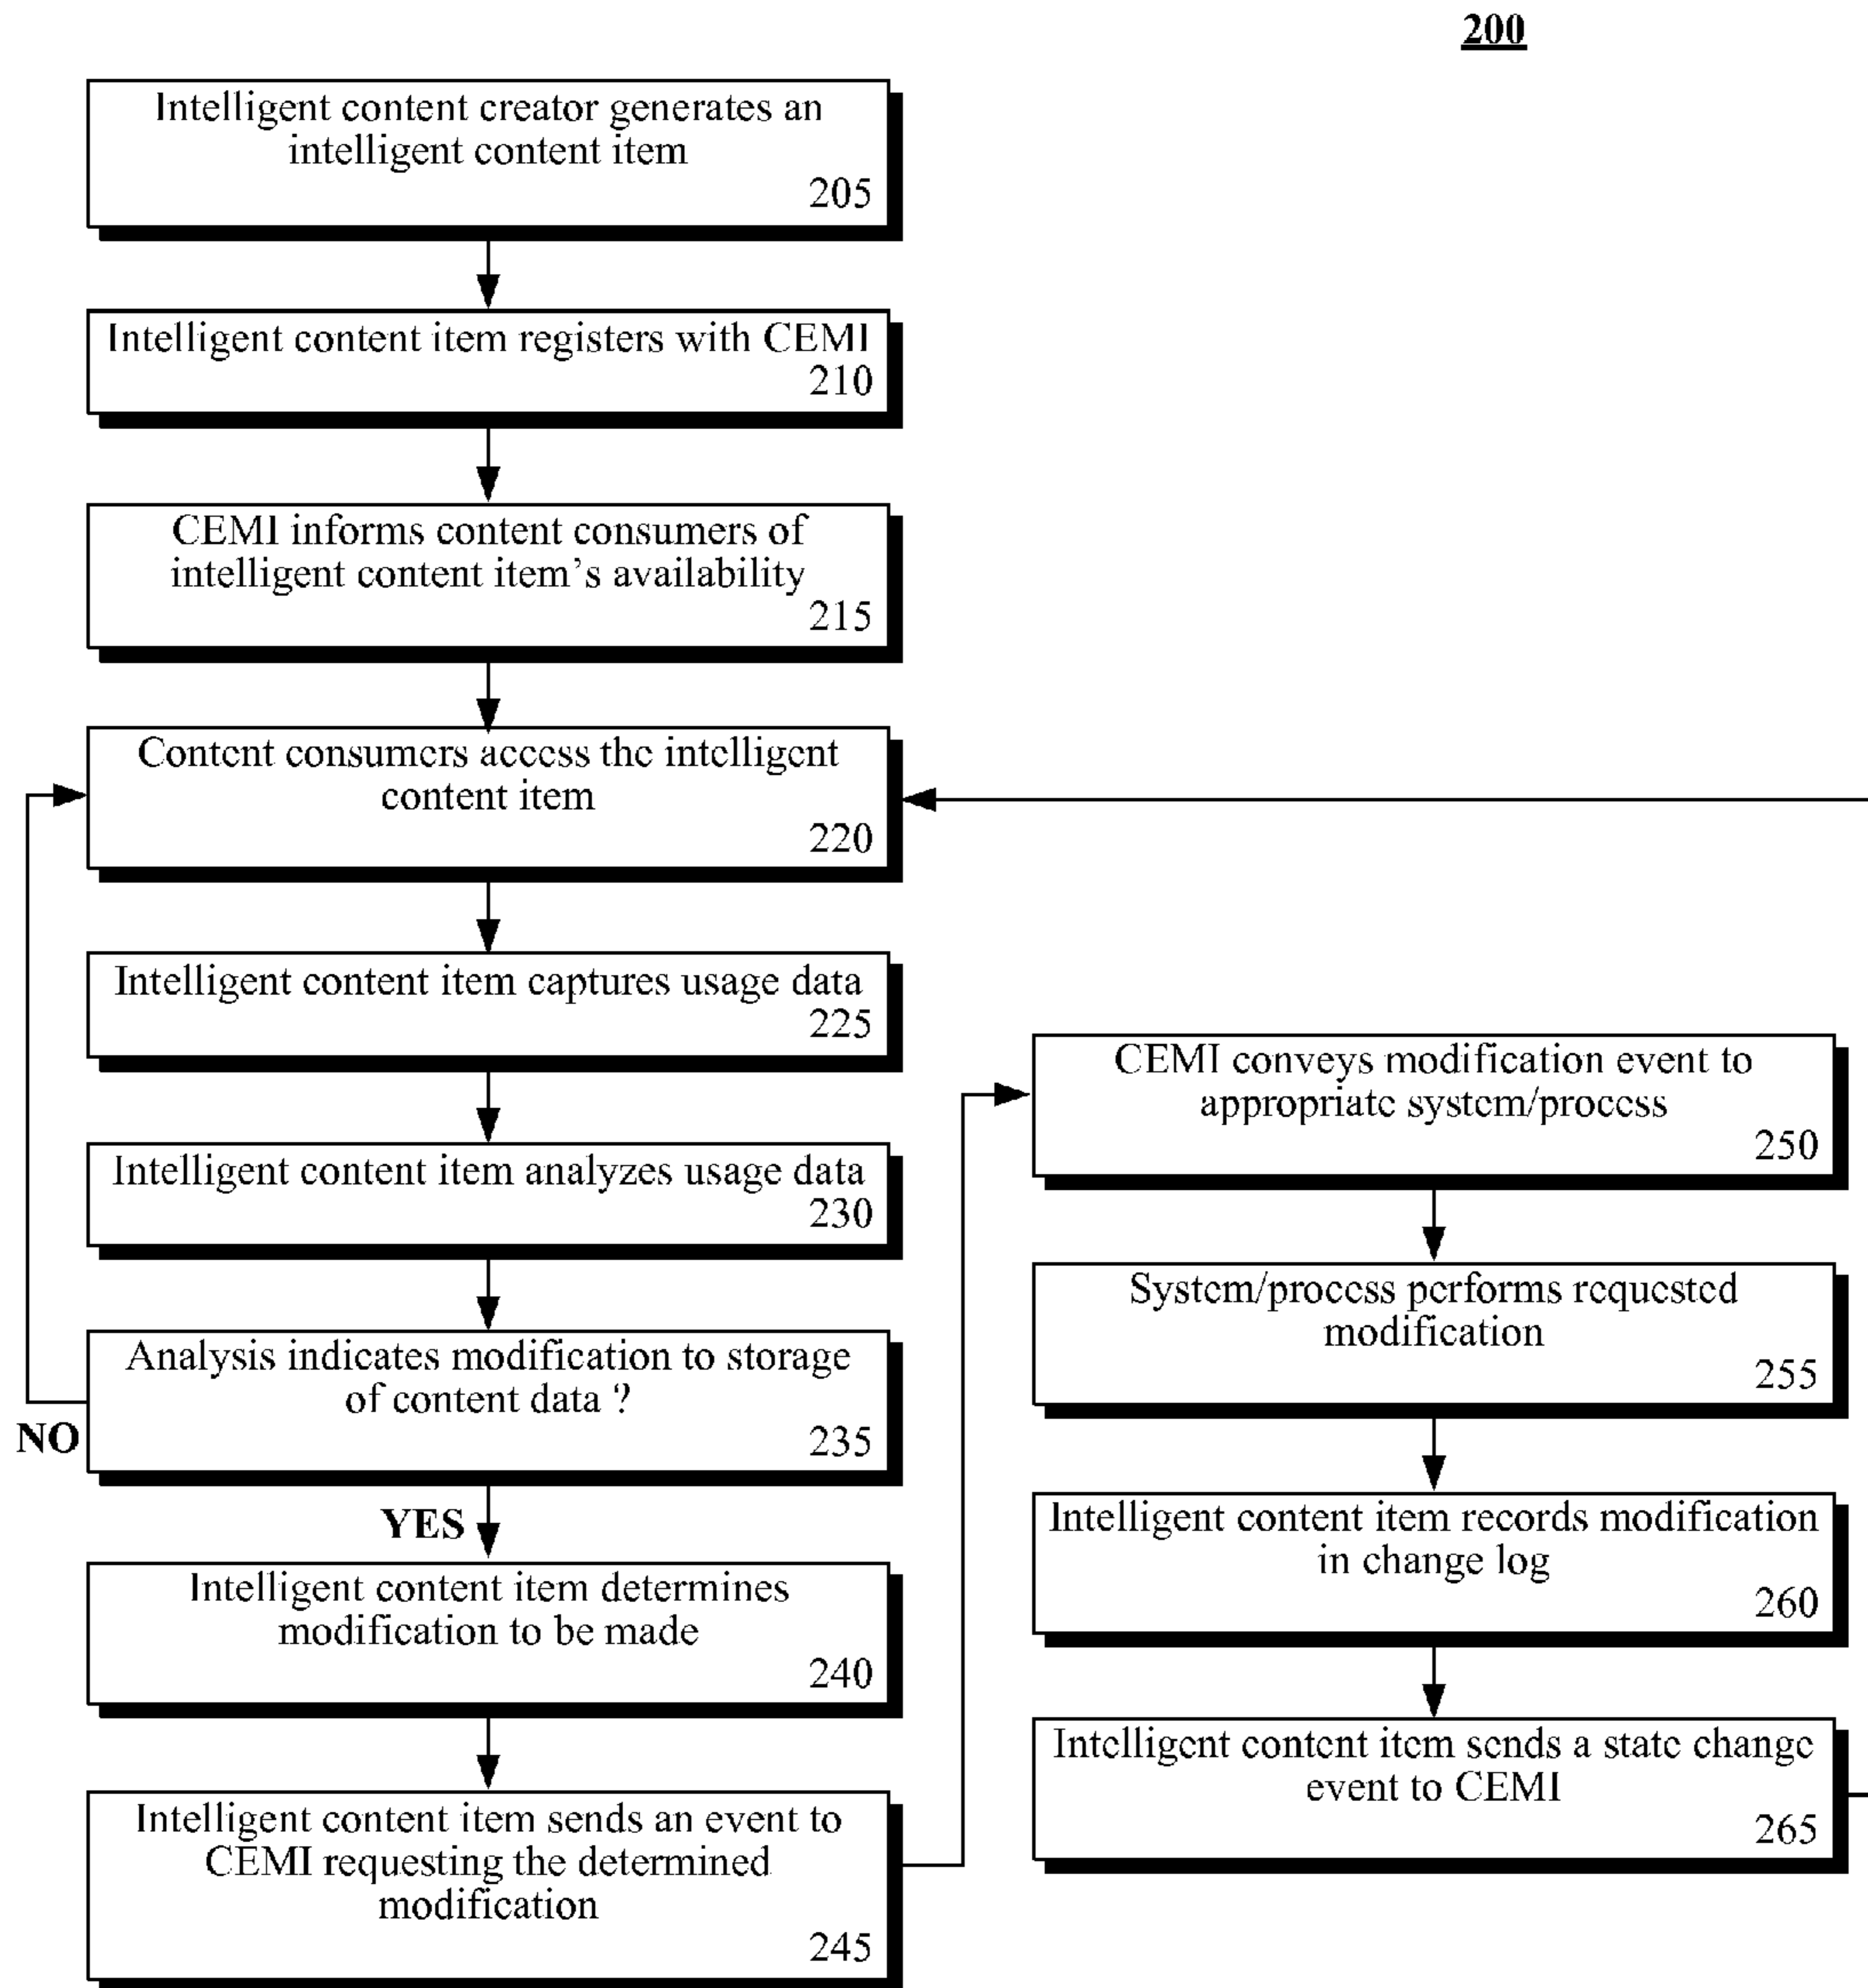 200
Intelligent content creator generates an
intelligent content item
205
Intelligent content item registers with CEMI
210
CEMI informs content consumers of
intelligent content item's availability
215
Content consumers access the intelligent
content item
220
Intelligent content item captures usage data
225
Intelligent content item analyzes usage data
230
Analysis indicates modification to storage
of content data ?
235
NO
YES
Intelligent content item determines
modification to be made
240
Intelligent content item sends an event to
CEMI requesting the determined
modification
245
CEMI conveys modification event to
appropriate system/process
250
System/process performs requested
modification
255
Intelligent content item records modification
in change log
260
Intelligent content item sends a state change
event to CEMI
265